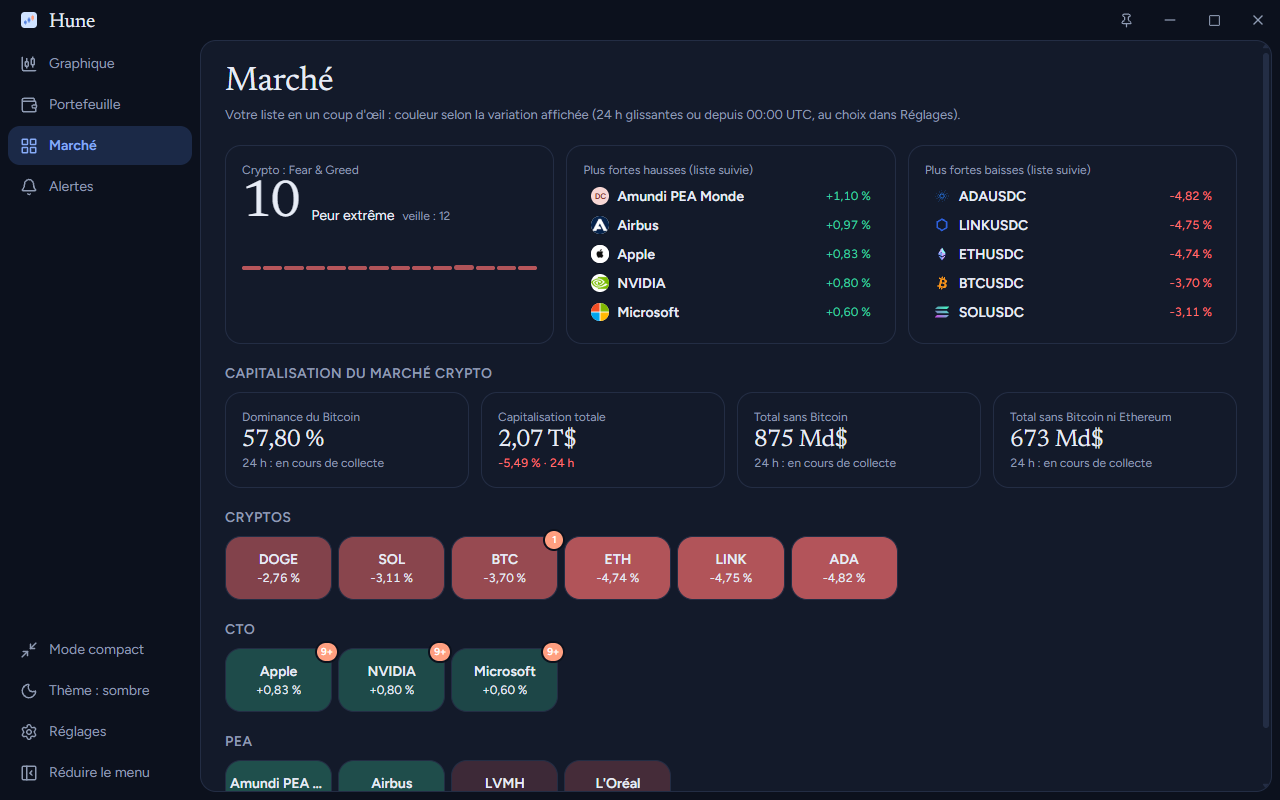 Hune
Graphique
Portefeuille
Marché
Alertes
Mode compact
Thème : sombre
Réglages
Réduire le menu
Marché
Votre liste en un coup d'œil : couleur selon la variation affichée (24 h glissantes ou depuis 00:00 UTC, au choix dans Réglages).
Crypto : Fear & Greed
10 Peur extrême veille : 12
Plus fortes hausses (liste suivie)
DC Amundi PEA Monde +1,10 %
Airbus +0,97 %
Apple +0,83 %
NVIDIA +0,80 %
Microsoft +0,60 %
Plus fortes baisses (liste suivie)
ADAUSDC -4,82 %
LINKUSDC -4,75 %
ETHUSDC -4,74 %
BTCUSDC -3,70 %
SOLUSDC -3,11 %
CAPITALISATION DU MARCHÉ CRYPTO
Dominance du Bitcoin
57,80 %
24 h : en cours de collecte
Capitalisation totale
2,07 T$
-5,49 % · 24 h
Total sans Bitcoin
875 Md$
24 h : en cours de collecte
Total sans Bitcoin ni Ethereum
673 Md$
24 h : en cours de collecte
CRYPTOS
DOGE
-2,76 %
SOL
-3,11 %
1
BTC
-3,70 %
ETH
-4,74 %
LINK
-4,75 %
ADA
-4,82 %
CTO
9+
Apple
+0,83 %
9+
NVIDIA
+0,80 %
9+
Microsoft
+0,60 %
PEA
Amundi PEA ...
Airbus
LVMH
L'Oréal